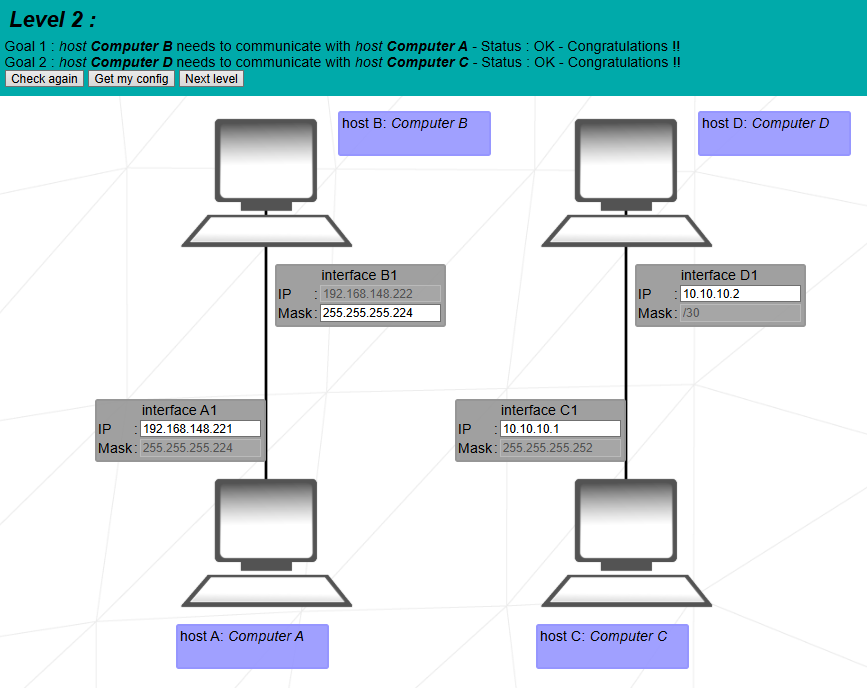 Level 2 :
Goal 1 : host Computer B needs to communicate with host Computer A - Status : OK - Congratulations !!
Goal 2 : host Computer D needs to communicate with host Computer C - Status : OK - Congratulations !!
Check again Get my config Next level
host B: Computer B
host D: Computer D
interface B1
IP : 192.168.148.222
Mask : 255.255.255.224
interface D1
IP : 10.10.10.2
Mask : /30
interface A1
IP : 192.168.148.221
Mask : 255.255.255.224
interface C1
IP : 10.10.10.1
Mask : 255.255.255.252
host A: Computer A
host C: Computer C